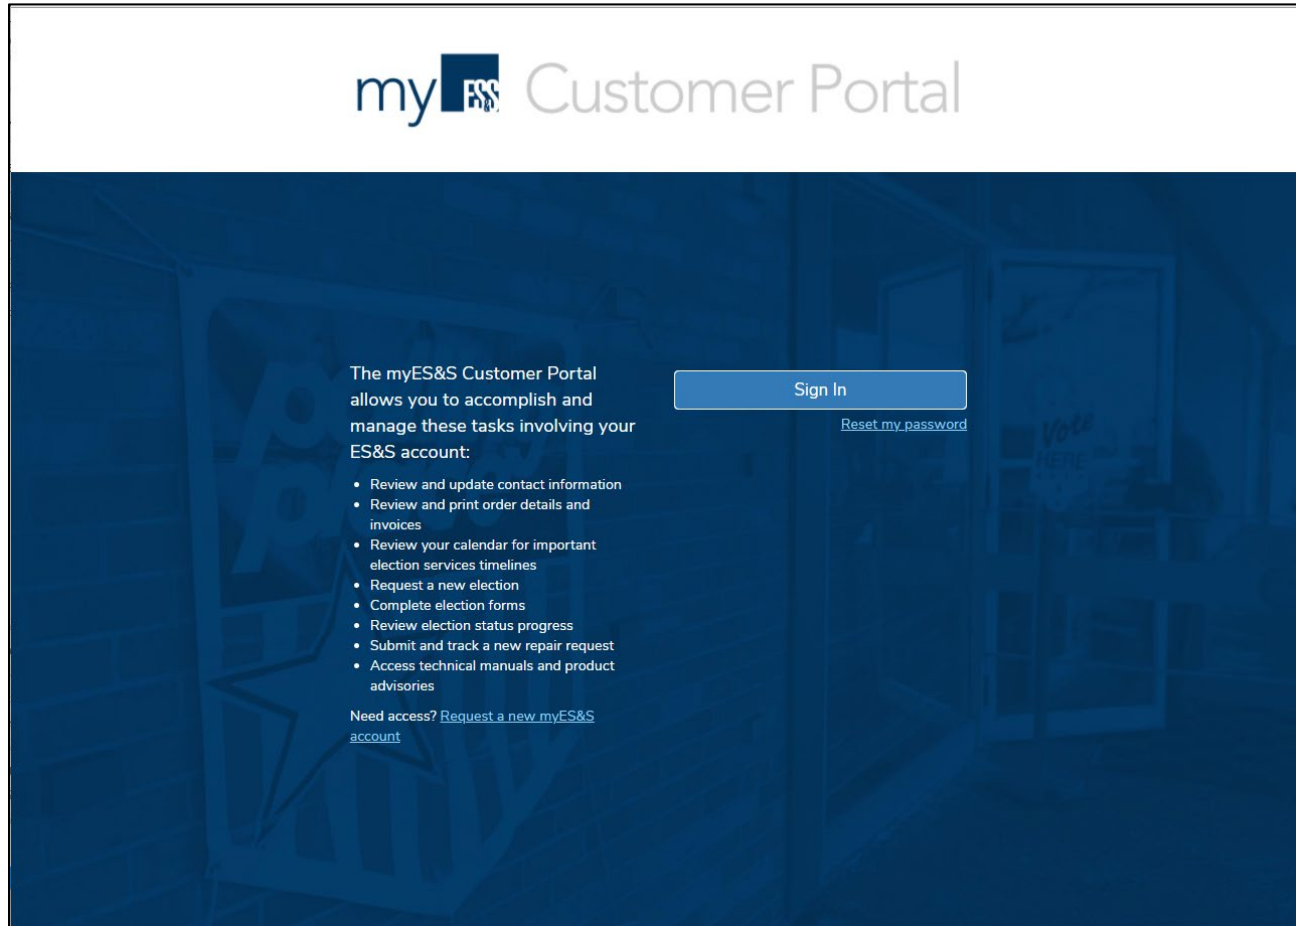 myES&S Customer Portal
The myES&S Customer Portal
allows you to accomplish and
manage these tasks involving your
ES&S account:
• Review and update contact information
• Review and print order details and
invoices
• Review your calendar for important
election services timelines
• Request a new election
• Complete election forms
• Review election status progress
• Submit and track a new repair request
• Access technical manuals and product
advisories
Need access? Request a new myES&S
account
Sign In
Reset my password
Vote
HERE